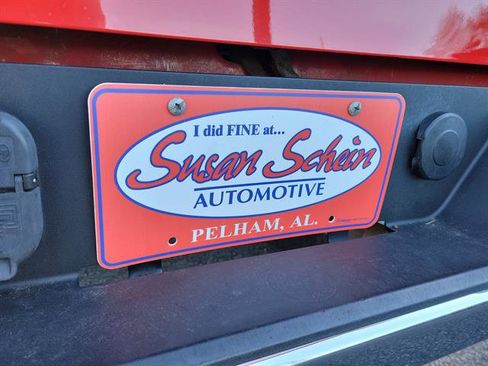 I did FINE at...
Susan Schein
AUTOMOTIVE
PELHAM, AL.